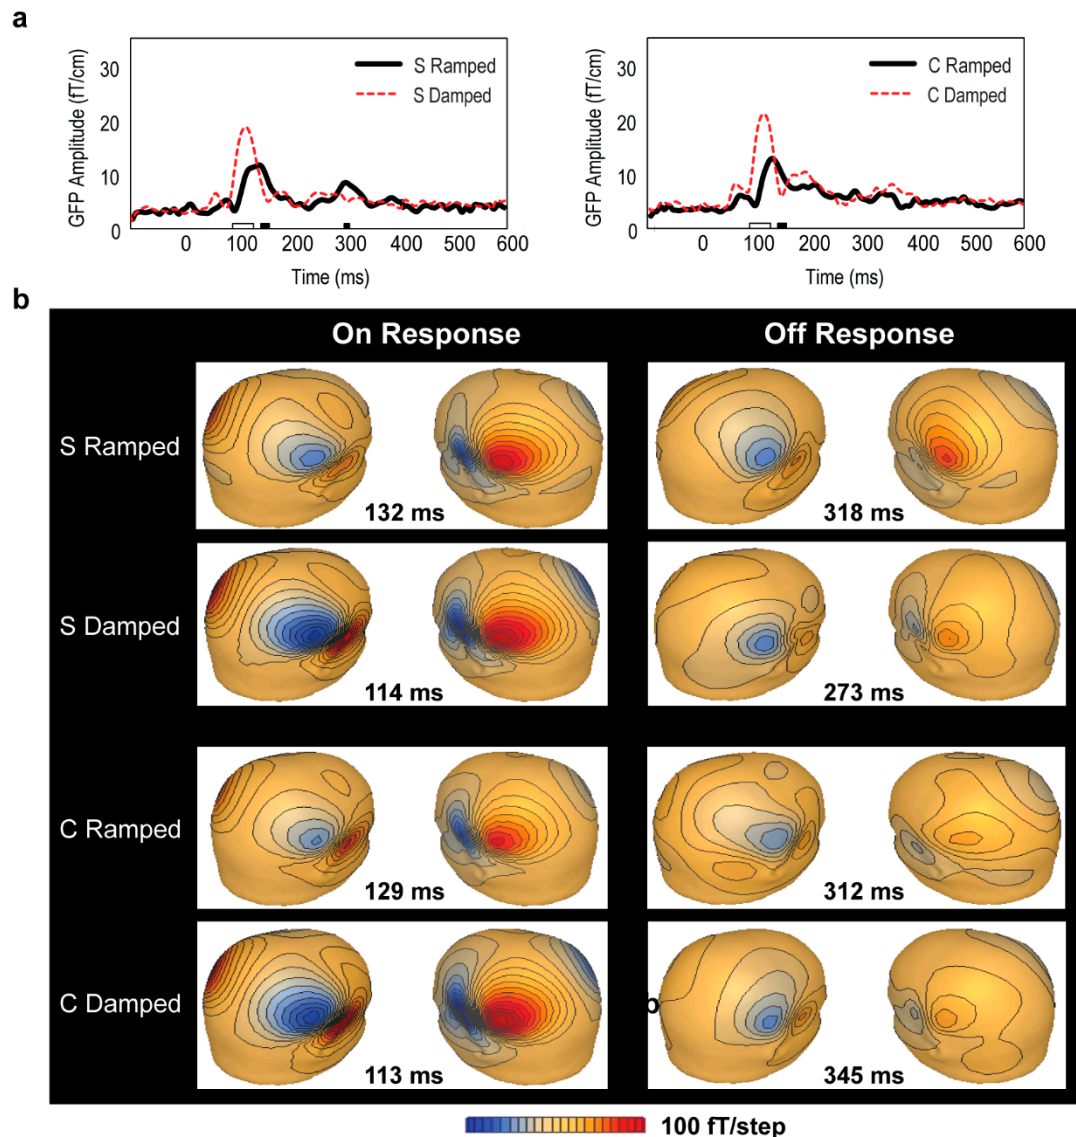 a
GFP Amplitude (fT/cm)
30
20
10
0
S Ramped
S Damped
0 100 200 300 400 500 600
Time (ms)
GFP Amplitude (fT/cm)
30
20
10
0
C Ramped
C Damped
0 100 200 300 400 500 600
Time (ms)
b
On Response Off Response
S Ramped
132 ms 318 ms
S Damped
114 ms 273 ms
C Ramped
129 ms 312 ms
C Damped
b
113 ms 345 ms
100 fT/step